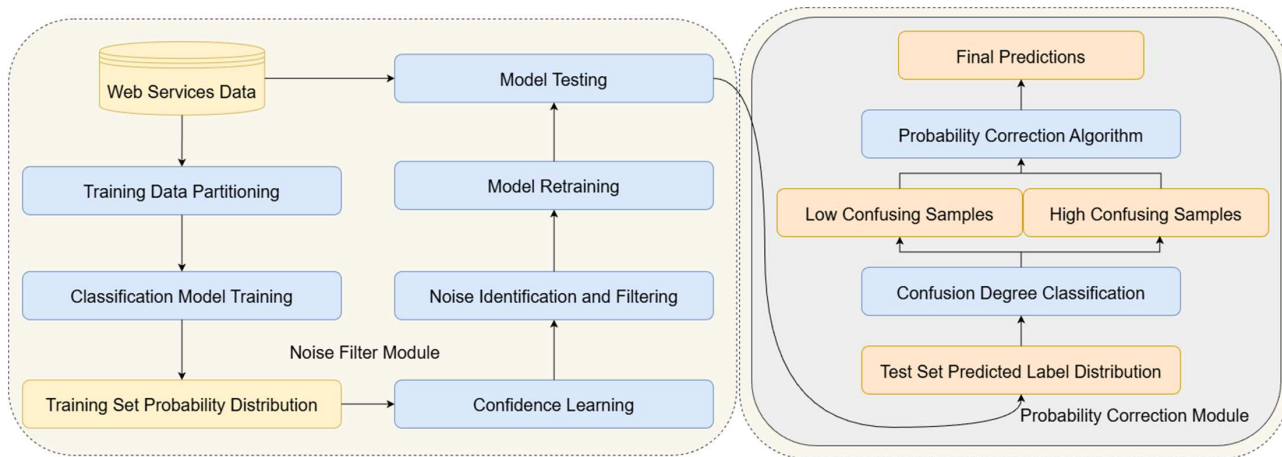 Web Services Data
Training Data Partitioning
Classification Model Training
Training Set Probability Distribution
Confidence Learning
Noise Identification and Filtering
Model Retraining
Model Testing
Noise Filter Module
Final Predictions
Probability Correction Algorithm
Low Confusing Samples
High Confusing Samples
Confusion Degree Classification
Test Set Predicted Label Distribution
Probability Correction Module